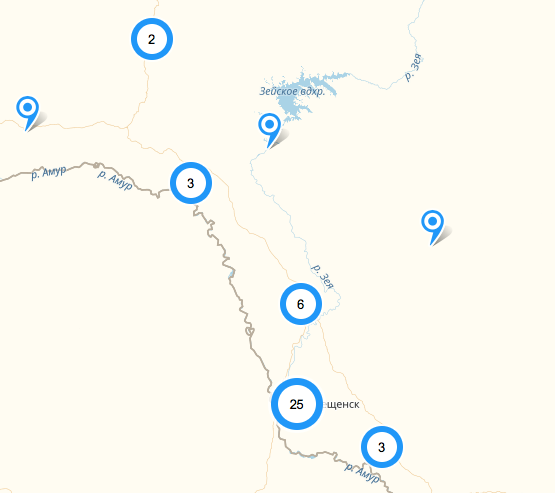 2
р. Зея
Зейское вдхр.
р. Амур
р. Амур
3
р. Зея
6
25
щенск
3
р. Амур